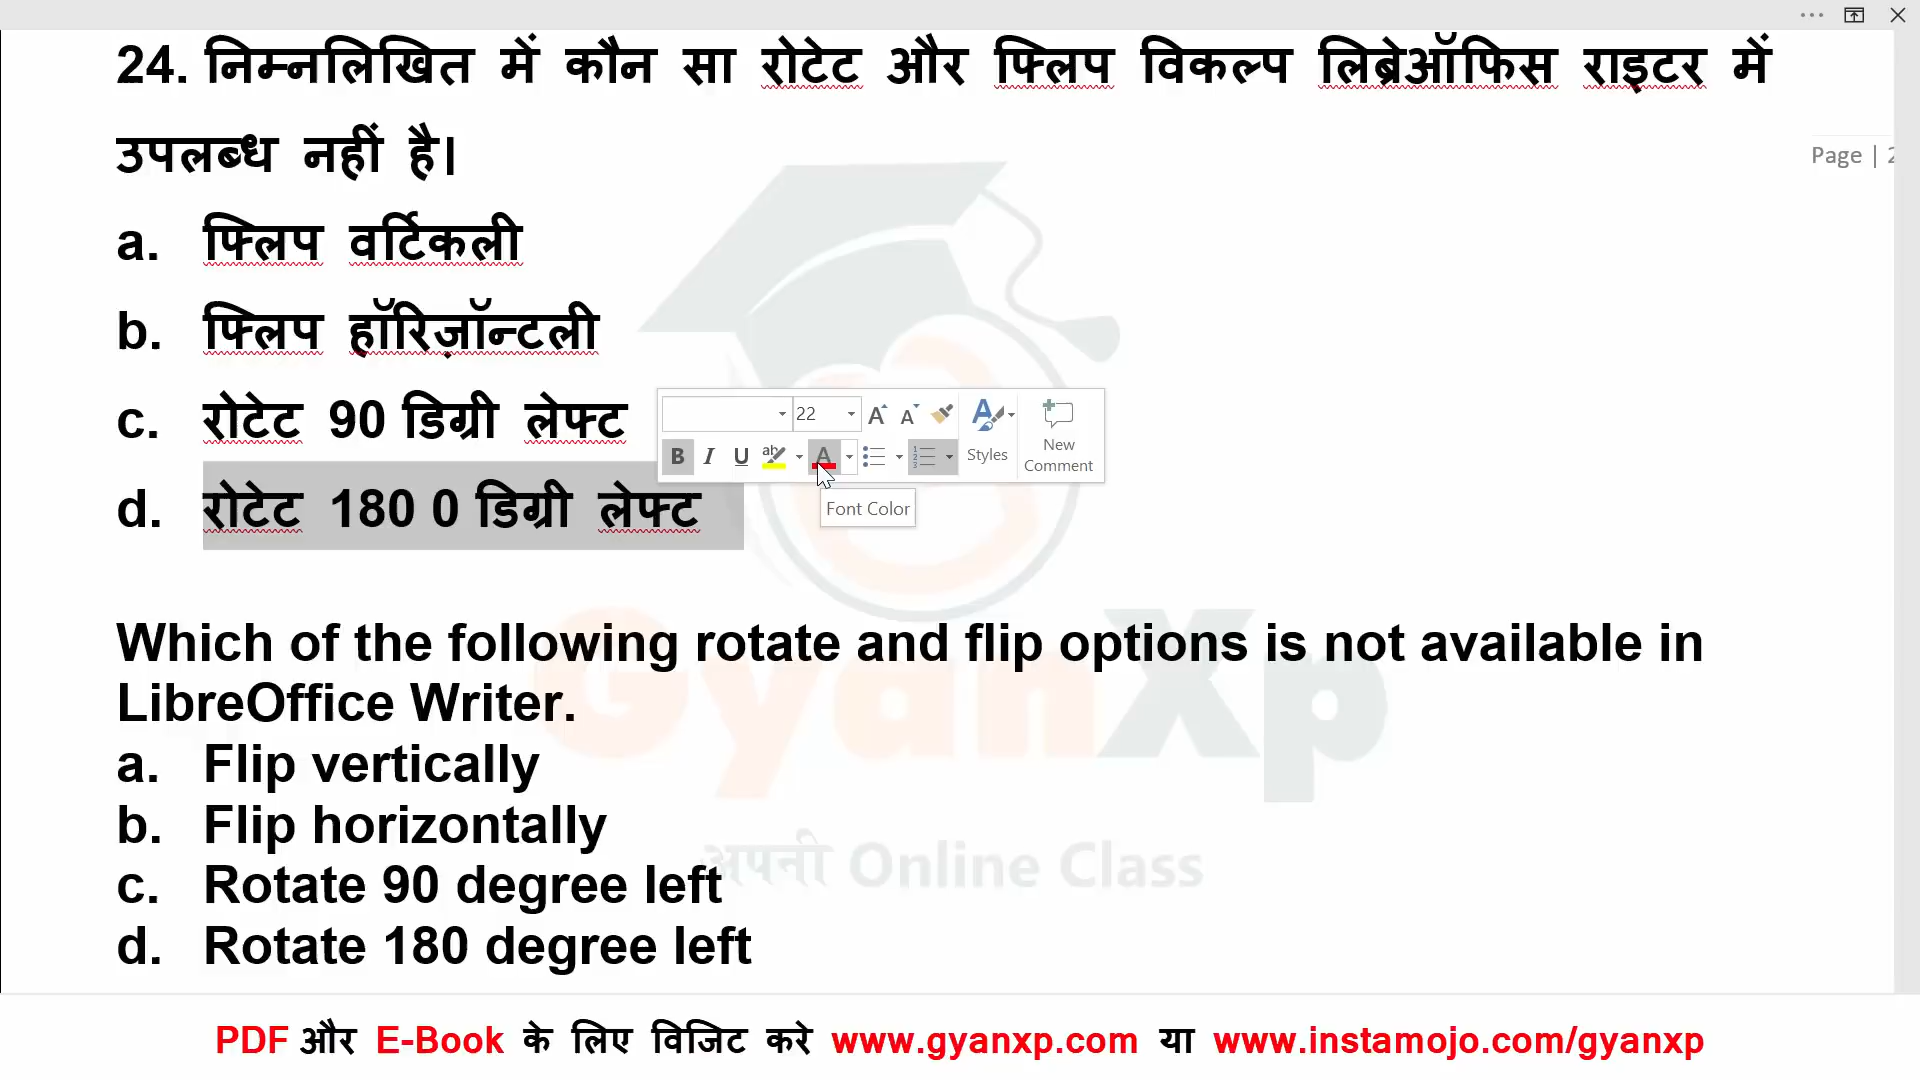 24. निम्नलिखित में कौन सा रोटेट और फ्लिप विकल्प लिब्रेऑफिस राइटर में
उपलब्ध नहीं है।
Page | 2
a. फ्लिप वर्टिकली
b. फ्लिप हॉरिज़ॉन्टली
c. रोटेट 90 डिग्री लेफ्ट
22
B I U ab A Styles New
Comment
d. रोटेट 180 0 डिग्री लेफ्ट
Font Color
Which of the following rotate and flip options is not available in
LibreOffice Writer.
a. Flip vertically
b. Flip horizontally
c. Rotate 90 degree left
d. Rotate 180 degree left
GyanXp
अपनी Online Class
PDF और E-Book के लिए विजिट करे www.gyanxp.com या www.instamojo.com/gyanxp